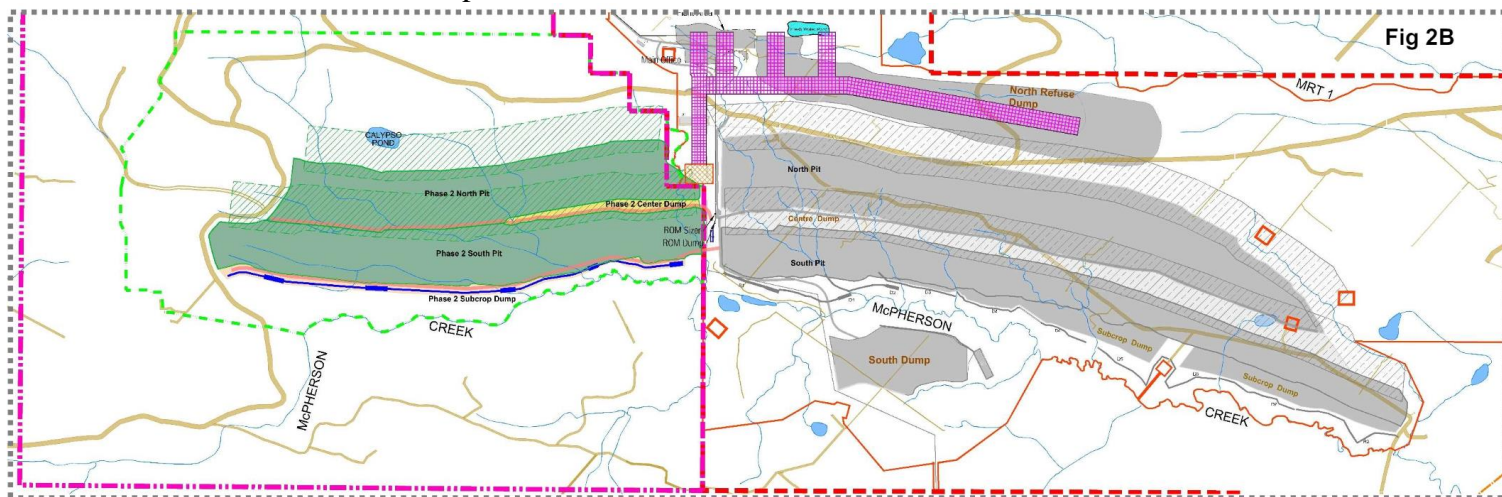 Fig 2B
Main Office
MRT 1
North Refuse
Dump
CALYPSO
POND
North Pit
Phase 2 North Pit
Phase 2 Center Dump
Centre Dump
ROM Sizer
ROM Dump
Phase 2 South Pit
South Pit
Phase 2 Subcrop Dump
CREEK
McPHERSON
Subcrop Dump
South Dump
McPHERSON
Subcrop Dump
CREEK